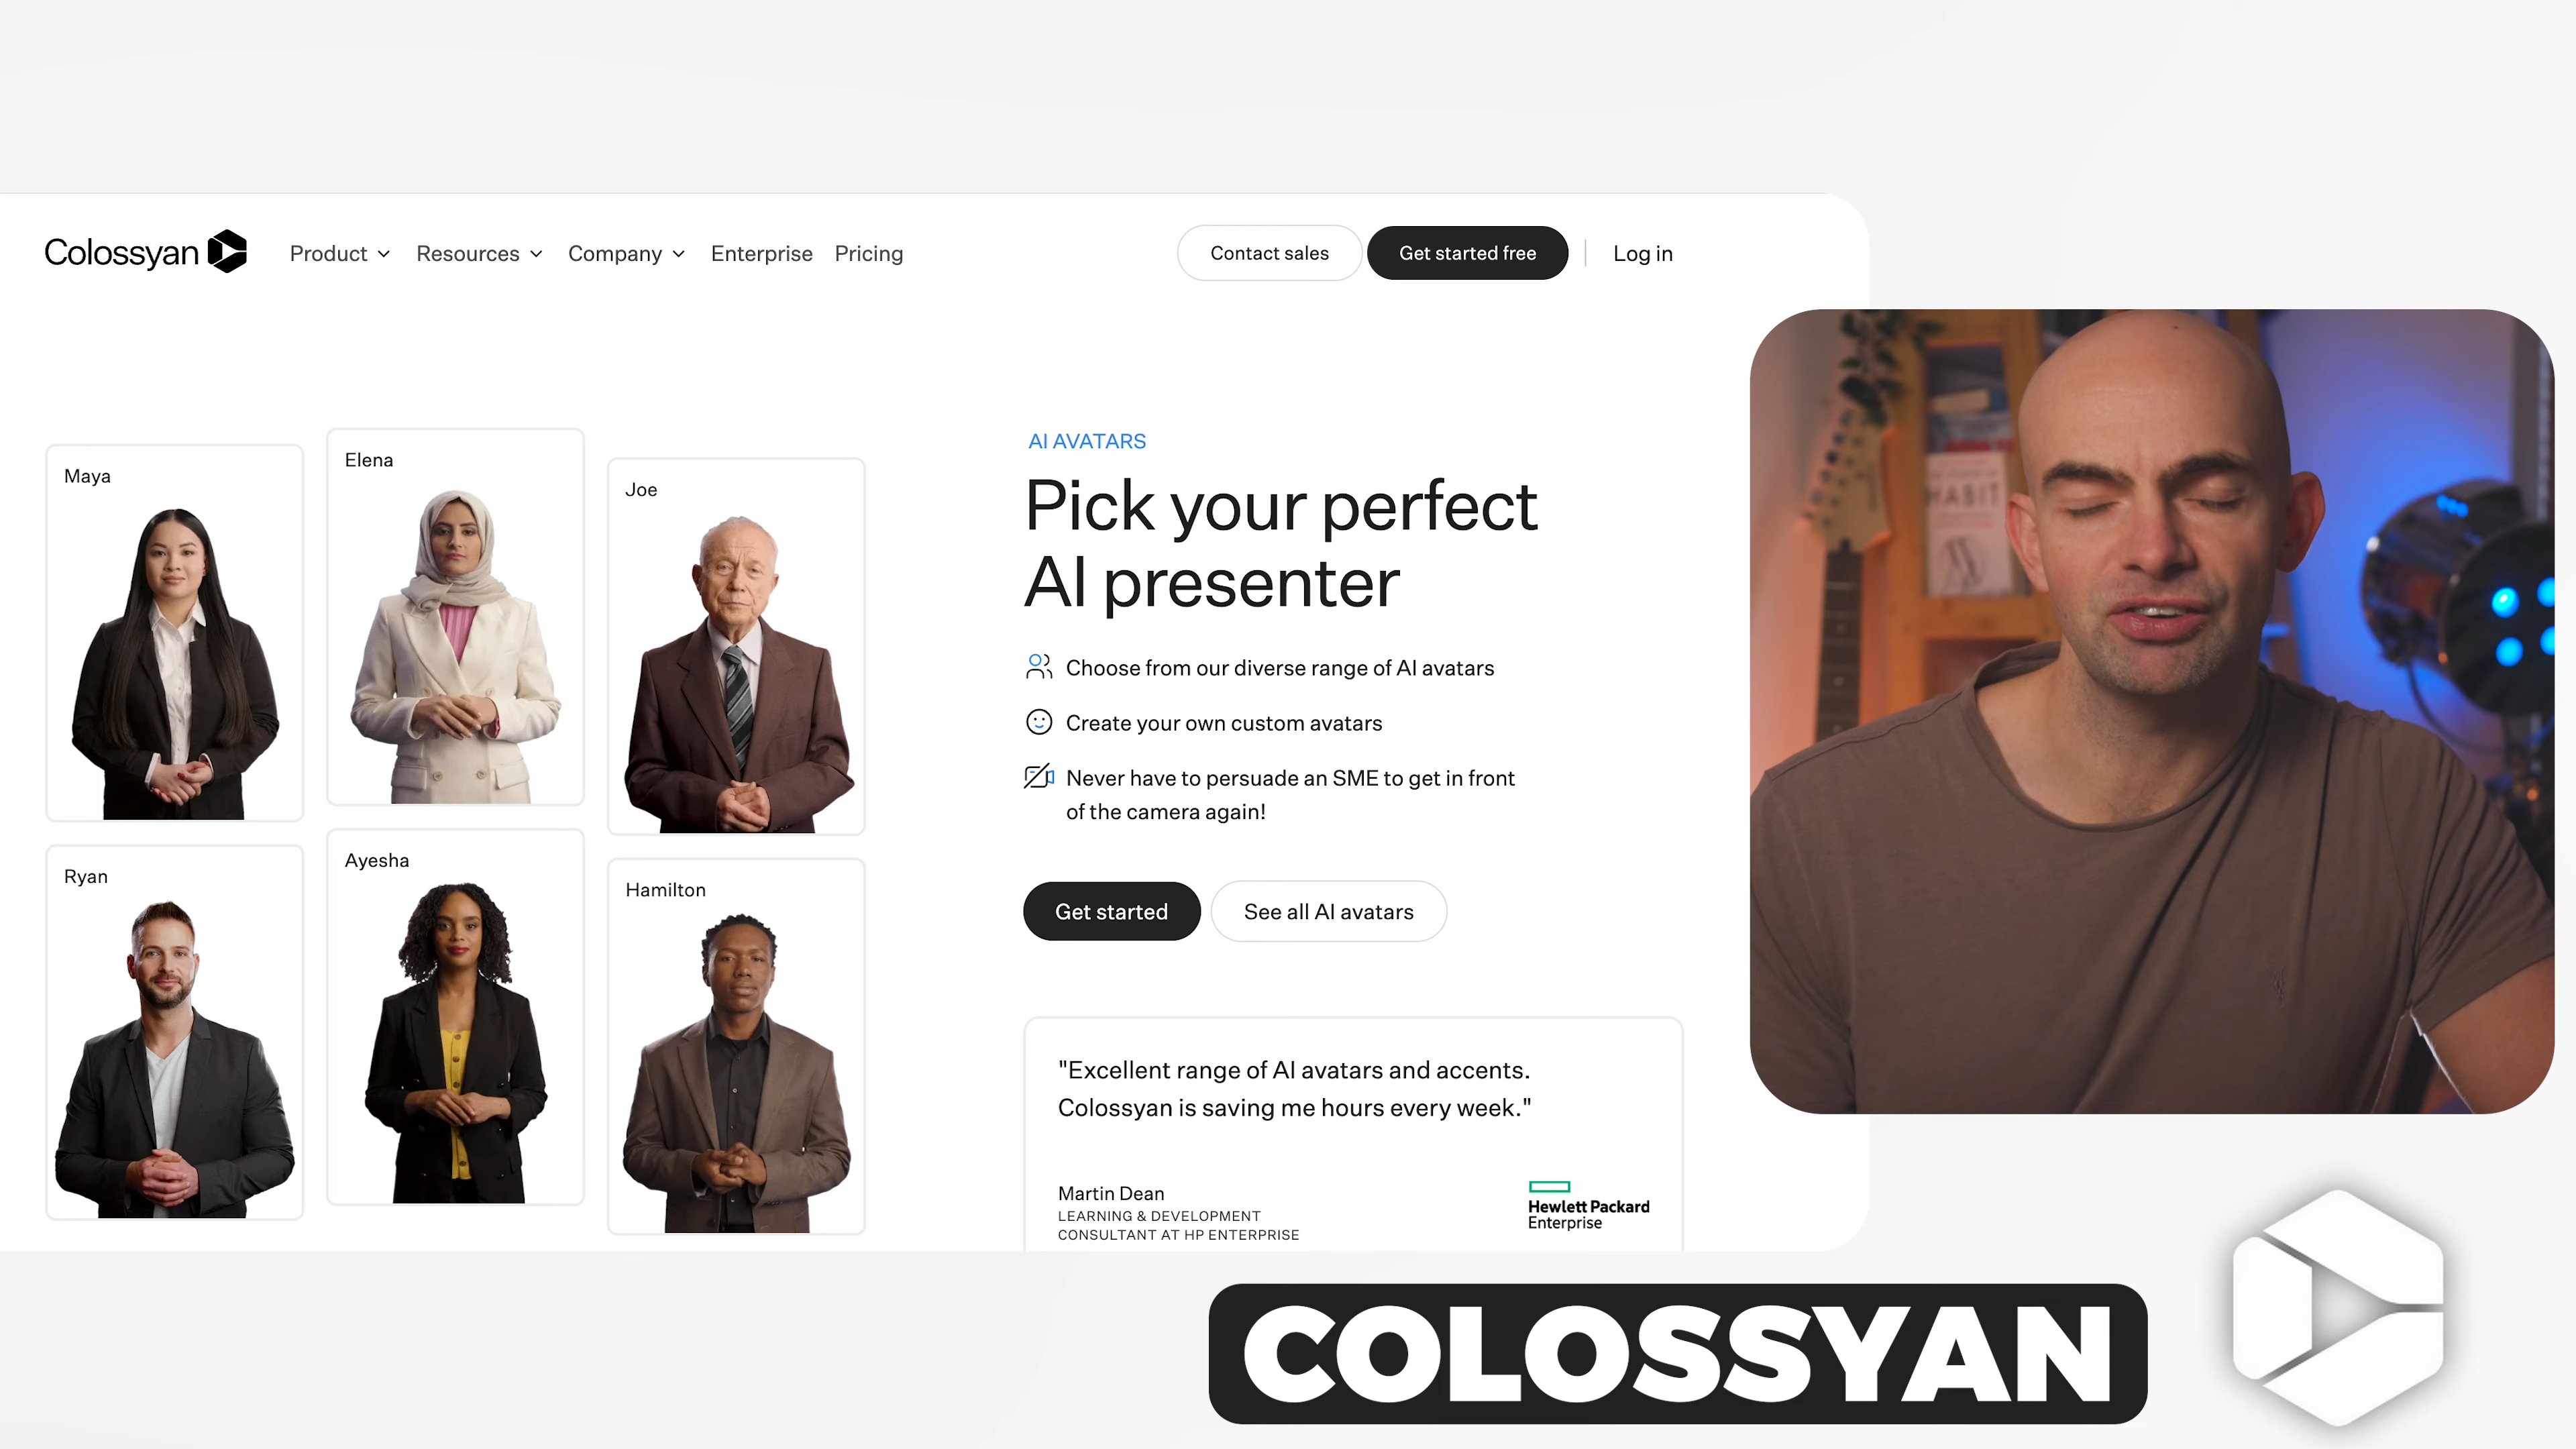 Colossyan
Product
Resources
Company
Enterprise
Pricing
Contact sales
Get started free
Log in
Maya
Elena
Joe
Ryan
Ayesha
Hamilton
AI AVATARS
Pick your perfect
AI presenter
Choose from our diverse range of AI avatars
Create your own custom avatars
Never have to persuade an SME to get in front
of the camera again!
Get started
See all AI avatars
"Excellent range of AI avatars and accents.
Colossyan is saving me hours every week."
Martin Dean
LEARNING & DEVELOPMENT
CONSULTANT AT HP ENTERPRISE
Hewlett Packard
Enterprise
HABIT
COLOSSYAN